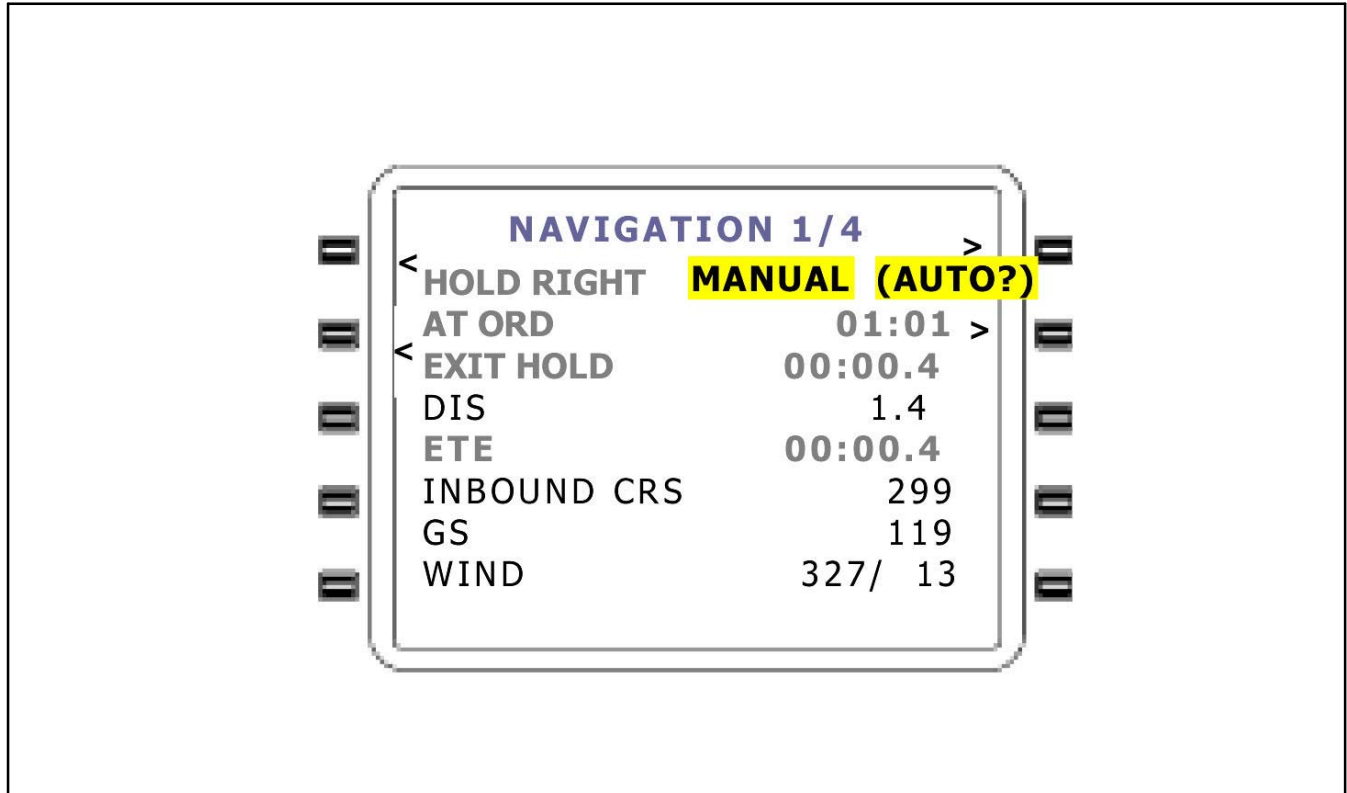 NAVIGATION 1/4
< HOLD RIGHT MANUAL (AUTO?) >
AT ORD 01:01 >
< EXIT HOLD 00:00.4
DIS 1.4
ETE 00:00.4
INBOUND CRS 299
GS 119
WIND 327/ 13